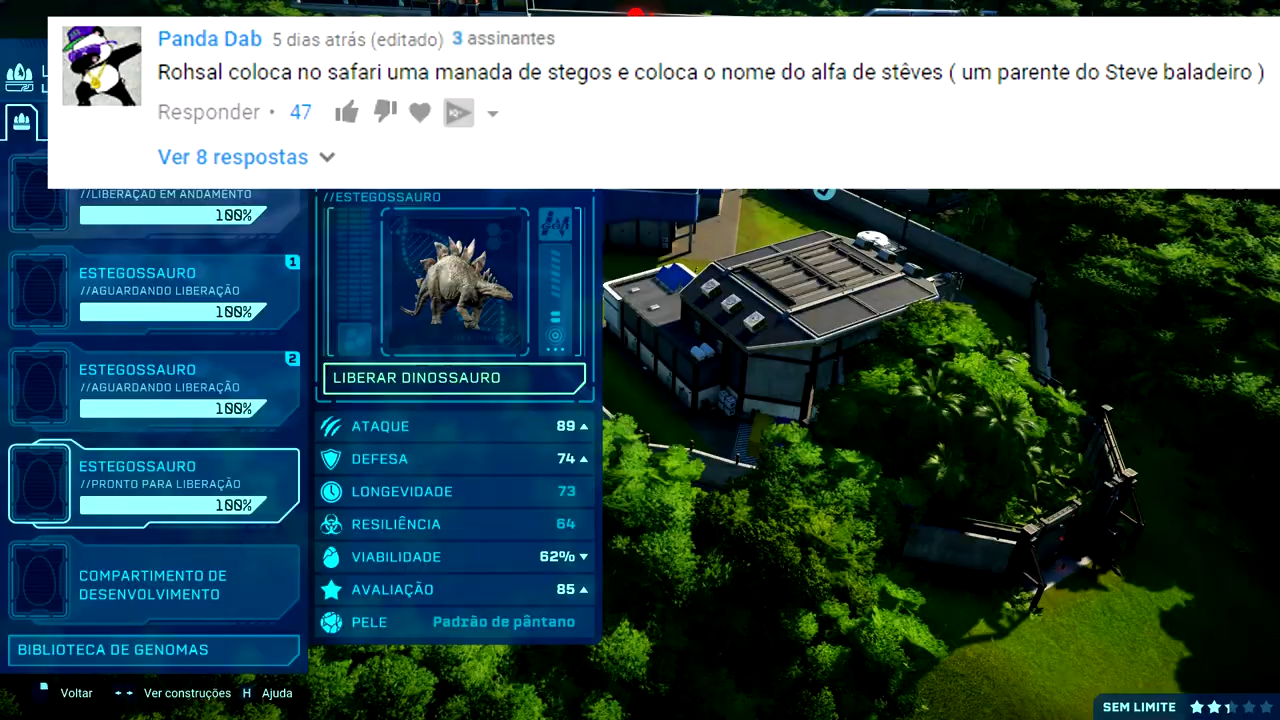 Panda Dab 5 dias atrás (editado) 3 assinantes
Rohsal coloca no safari uma manada de stegos e coloca o nome do alfa de stêves ( um parente do Steve baladeiro )
Responder • 47
Ver 8 respostas
//LIBERAÇÃO EM ANDAMENTO
100%
ESTEGOSSAURO 1
//AGUARDANDO LIBERAÇÃO
100%
ESTEGOSSAURO 2
//AGUARDANDO LIBERAÇÃO
100%
ESTEGOSSAURO
//PRONTO PARA LIBERAÇÃO
100%
COMPARTIMENTO DE
DESENVOLVIMENTO
BIBLIOTECA DE GENOMAS
Voltar Ver construções H Ajuda
//ESTEGOSSAURO
LIBERAR DINOSSAURO
ATAQUE 89
DEFESA 74
LONGEVIDADE 73
RESILIÊNCIA 64
VIABILIDADE 62%
AVALIAÇÃO 85
PELE Padrão de pântano
SEM LIMITE